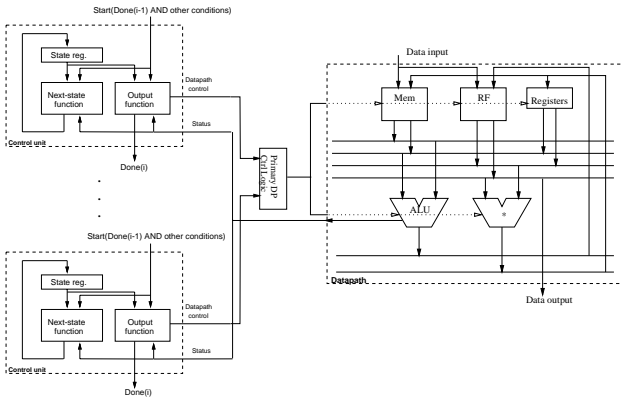 Start(Done(i-1) AND other conditions)
State reg.
Next-state
function
Output
function
Datapath
control
Status
Control unit
Done(i)
Start(Done(i-1) AND other conditions)
State reg.
Next-state
function
Output
function
Datapath
control
Status
Control unit
Done(i)
Primary DP
CtrlLogic
Data input
Mem
RF
Registers
ALU
*
Datapath
Data output